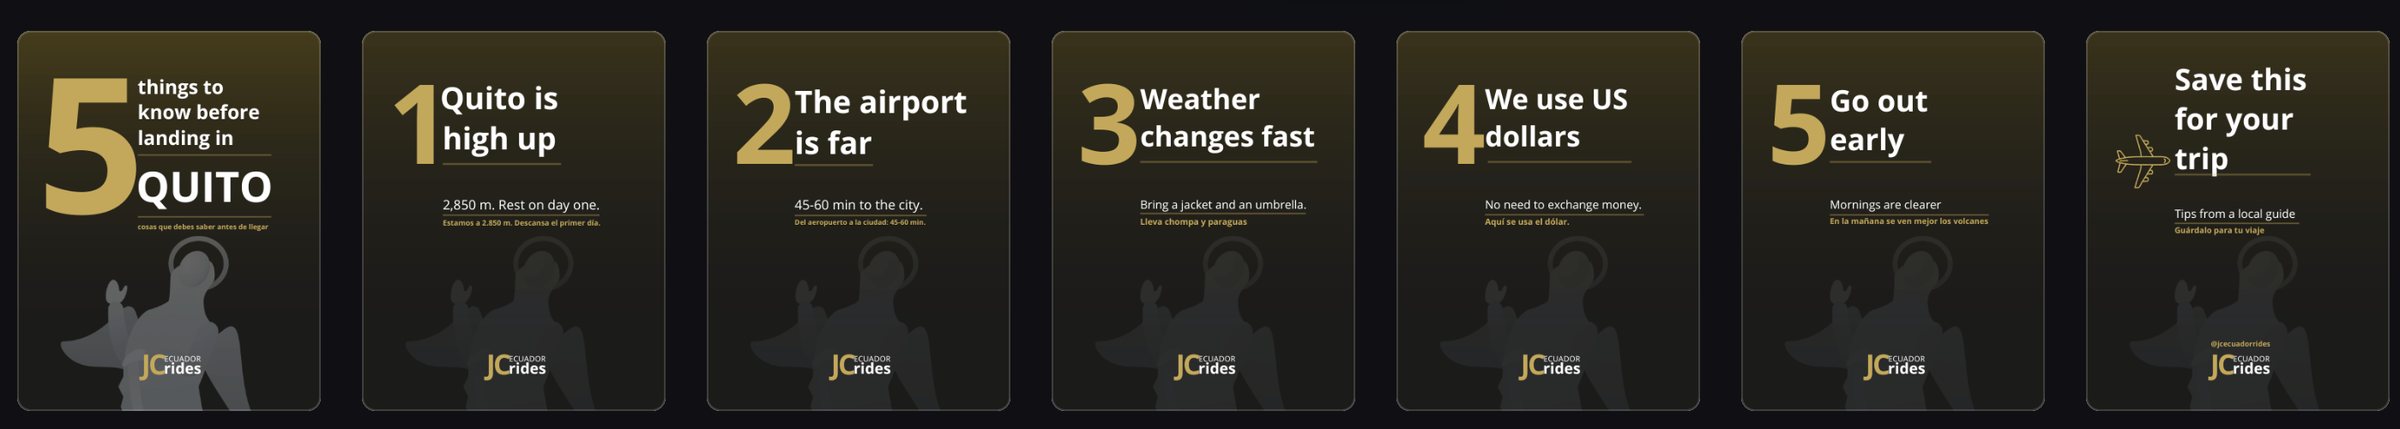 5
things to
know before
landing in
QUITO
cosas que debes saber antes de llegar
JC ECUADOR
rides
1
Quito is
high up
2,850 m. Rest on day one.
Estamos a 2.850 m. Descansa el primer día.
JC ECUADOR
rides
2
The airport
is far
45-60 min to the city.
Del aeropuerto a la ciudad: 45-60 min.
JC ECUADOR
rides
3
Weather
changes fast
Bring a jacket and an umbrella.
Lleva chompa y paraguas
JC ECUADOR
rides
4
We use US
dollars
No need to exchange money.
Aquí se usa el dólar.
JC ECUADOR
rides
5
Go out
early
Mornings are clearer
En la mañana se ven mejor los volcanes
JC ECUADOR
rides
Save this
for your
trip
Tips from a local guide
Guárdalo para tu viaje
@jcecuadorrides
JC ECUADOR
rides